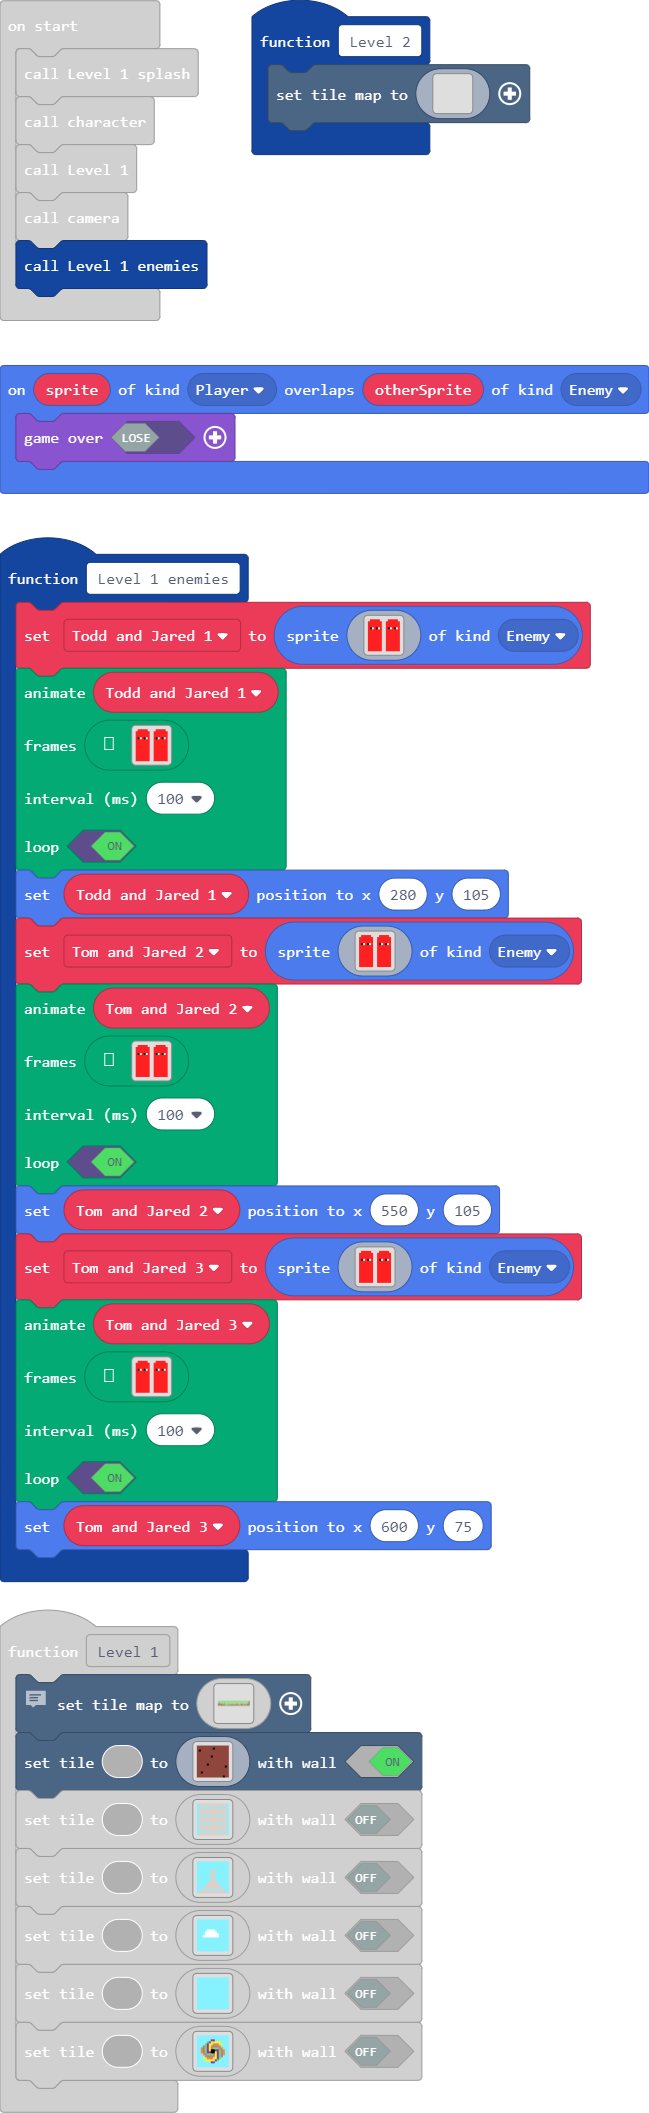 on start
call Level 1 splash
call character
call Level 1
call camera
call Level 1 enemies
function Level 2
set tile map to
on sprite of kind Player overlaps otherSprite of kind Enemy
game over LOSE
function Level 1 enemies
set Todd and Jared 1 to sprite of kind Enemy
animate Todd and Jared 1
frames
interval (ms) 100
loop ON
set Todd and Jared 1 position to x 280 y 105
set Tom and Jared 2 to sprite of kind Enemy
animate Tom and Jared 2
frames
interval (ms) 100
loop ON
set Tom and Jared 2 position to x 550 y 105
set Tom and Jared 3 to sprite of kind Enemy
animate Tom and Jared 3
frames
interval (ms) 100
loop ON
set Tom and Jared 3 position to x 600 y 75
function Level 1
set tile map to
set tile to with wall ON
set tile to with wall OFF
set tile to with wall OFF
set tile to with wall OFF
set tile to with wall OFF
set tile to with wall OFF